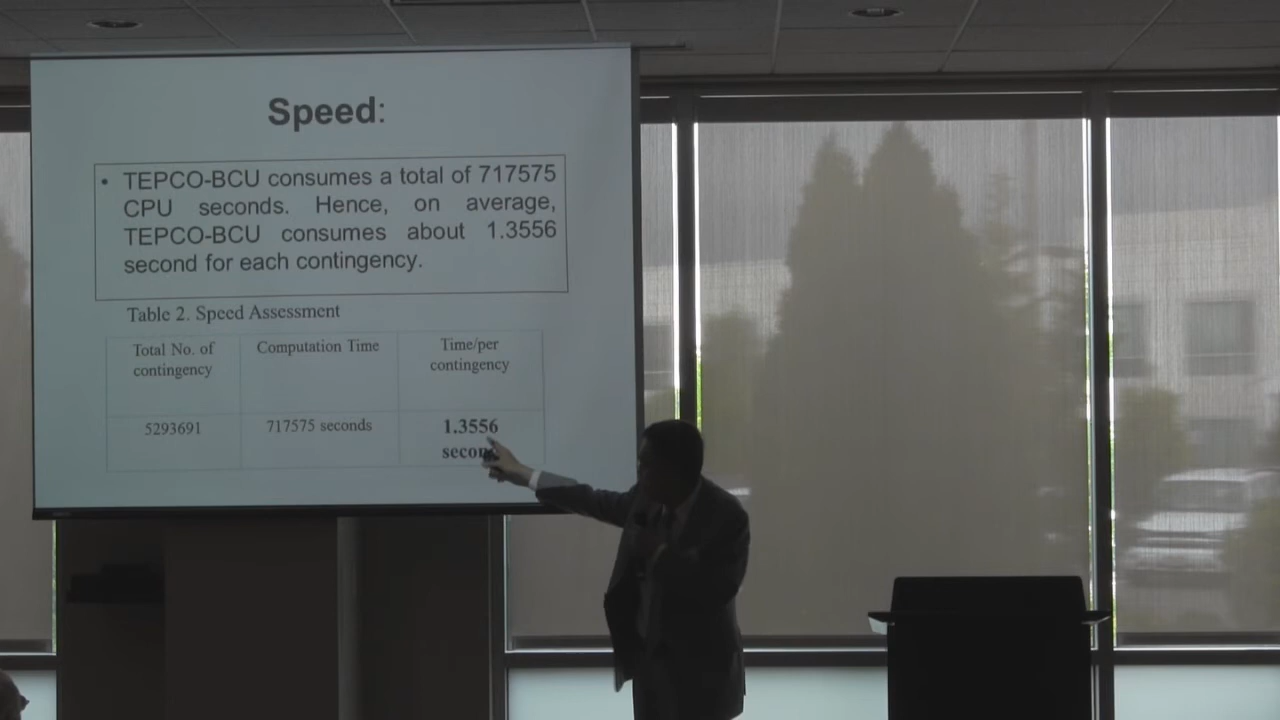 Speed:
• TEPCO-BCU consumes a total of 717575
CPU seconds. Hence, on average,
TEPCO-BCU consumes about 1.3556
second for each contingency.
Table 2. Speed Assessment
Total No. of
contingency
Computation Time
Time/per
contingency
5293691
717575 seconds
1.3556
secon